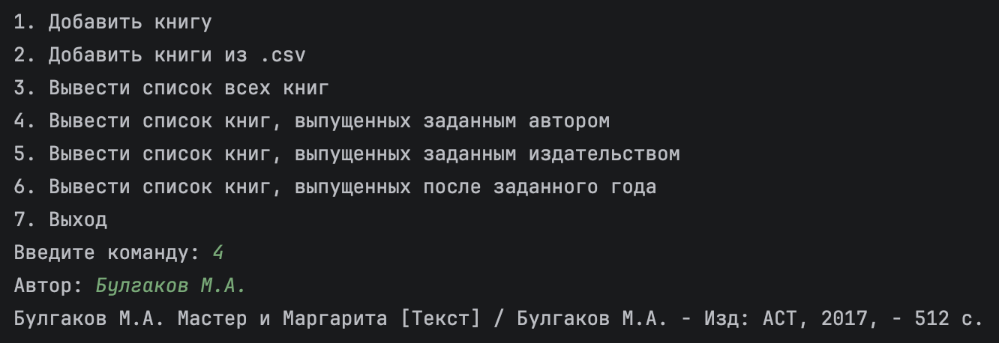 1. Добавить книгу
2. Добавить книги из .csv
3. Вывести список всех книг
4. Вывести список книг, выпущенных заданным автором
5. Вывести список книг, выпущенных заданным издательством
6. Вывести список книг, выпущенных после заданного года
7. Выход
Введите команду: 4
Автор: Булгаков М.А.
Булгаков М.А. Мастер и Маргарита [Текст] / Булгаков М.А. - Изд: АСТ, 2017, - 512 с.